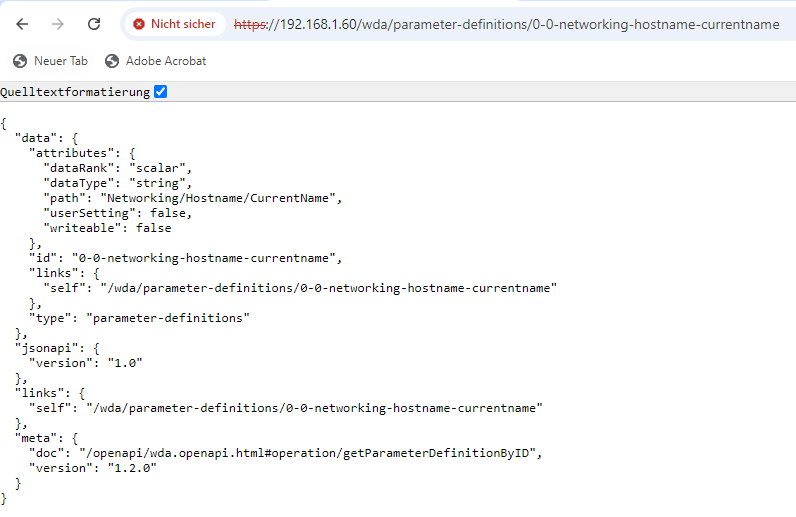 Nicht sicher https://192.168.1.60/wda/parameter-definitions/0-0-networking-hostname-currentname
Neuer Tab Adobe Acrobat
Quelltextformatierung
{
  "data": {
    "attributes": {
      "dataRank": "scalar",
      "dataType": "string",
      "path": "Networking/Hostname/CurrentName",
      "userSetting": false,
      "writeable": false
    },
    "id": "0-0-networking-hostname-currentname",
    "links": {
      "self": "/wda/parameter-definitions/0-0-networking-hostname-currentname"
    },
    "type": "parameter-definitions"
  },
  "jsonapi": {
    "version": "1.0"
  },
  "links": {
    "self": "/wda/parameter-definitions/0-0-networking-hostname-currentname"
  },
  "meta": {
    "doc": "/openapi/wda.openapi.html#operation/getParameterDefinitionByID",
    "version": "1.2.0"
  }
}